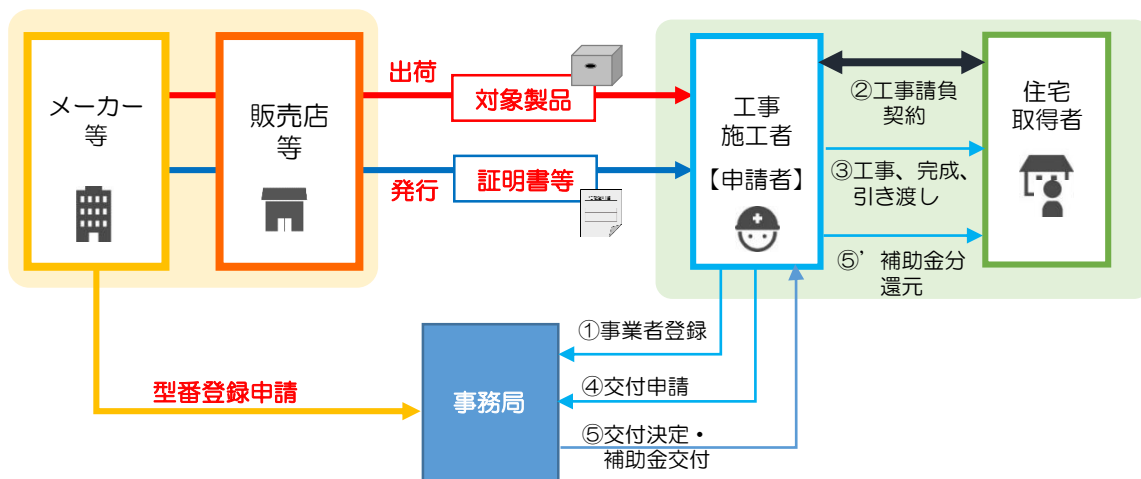 メーカー
等
販売店
等
出荷
対象製品
発行
証明書等
工事
施工者
【申請者】
②工事請負
契約
③工事、完成、
引き渡し
⑤’補助金分
還元
住宅
取得者
型番登録申請
事務局
①事業者登録
④交付申請
⑤交付決定・
補助金交付